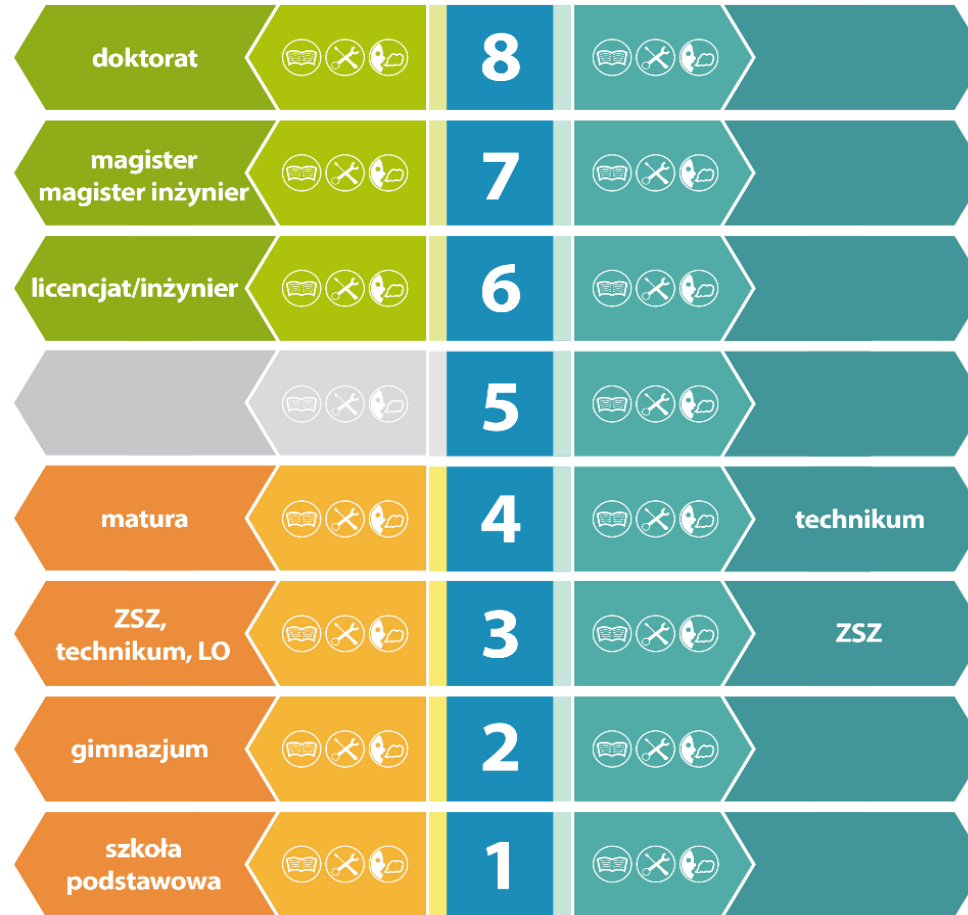 doktorat
8
magister
magister inżynier
7
licencjat/inżynier
6
5
matura
4
technikum
ZSZ,
technikum, LO
3
ZSZ
gimnazjum
2
szkoła
podstawowa
1